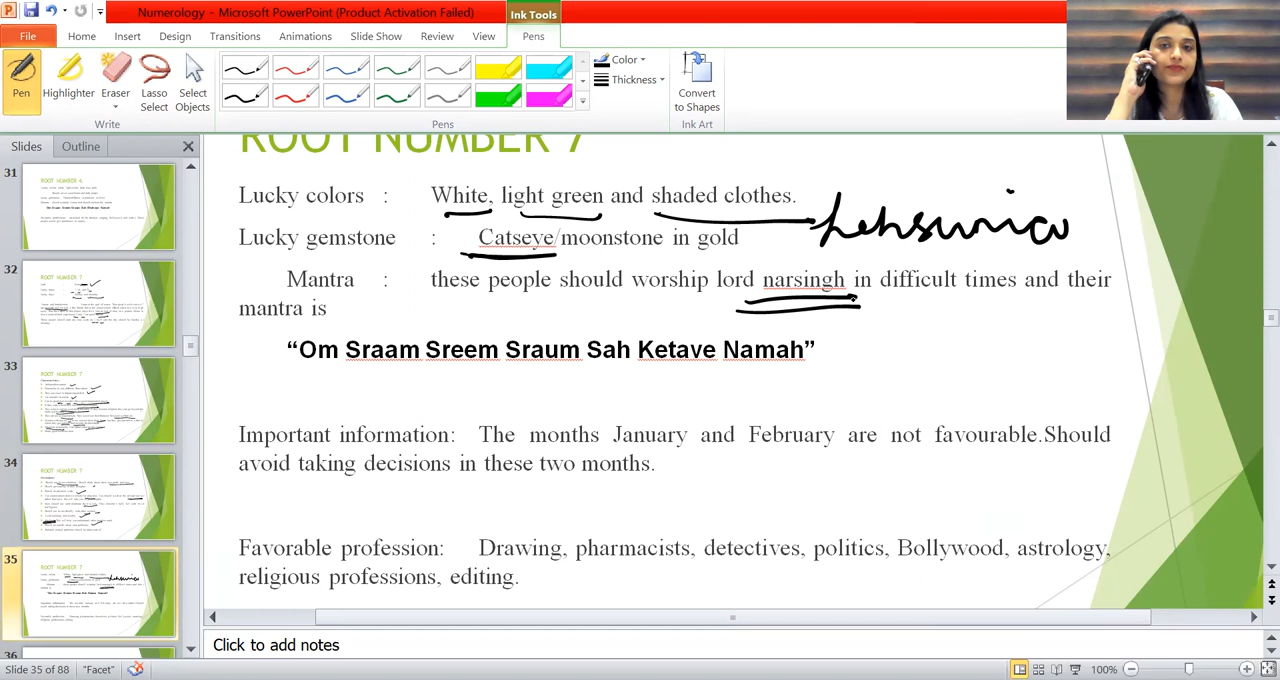 Numerology - Microsoft PowerPoint (Product Activation Failed)
Ink Tools
File Home Insert Design Transitions Animations Slide Show Review View Pens
Pen Highlighter Eraser Lasso Select Select Objects
Write
Pens
Color
Thickness
Convert to Shapes
Ink Art
Slides Outline
31
32
33
34
35
36
ROOT NUMBER 7
Lucky colors : White, light green and shaded clothes.
Lucky gemstone : Catseye/moonstone in gold
Mantra : these people should worship lord narsingh in difficult times and their
mantra is.
“Om Sraam Sreem Sraum Sah Ketave Namah”
Important information: The months January and February are not favourable.Should
avoid taking decisions in these two months.
Favorable profession: Drawing, pharmacists, detectives, politics, Bollywood, astrology,
religious professions, editing.
Click to add notes
Slide 35 of 88 "Facet" 100%